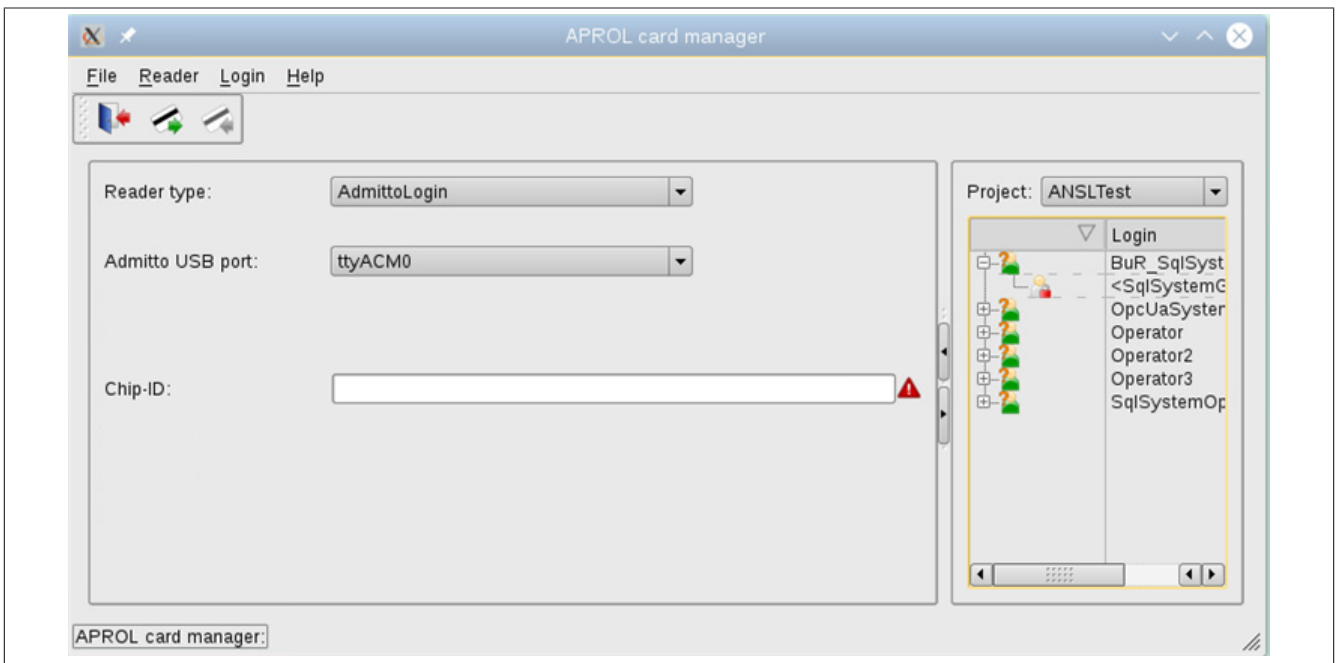 APROL card manager
File Reader Login Help
Reader type: AdmittoLogin
Admitto USB port: ttyACM0
Chip-ID:
Project: ANSLTest
Login
BuR_SqlSyst
<SqlSystemG
OpcUaSystem
Operator
Operator2
Operator3
SqlSystemOp
APROL card manager: